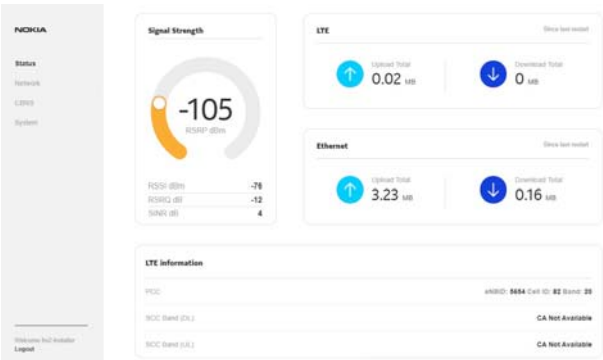 NOKIA
Status
Network
CBRS
System
Welcome
Logout
Signal Strength
-105
RSRP dBm
RSSI dBm -76
RSRQ dB -12
SINR dB 4
LTE
Since last restart
Upload Total
0.02 MB
Download Total
0 MB
Ethernet
Since last restart
Upload Total
3.23 MB
Download Total
0.16 MB
LTE information
PCC eNBID: 5654 Cell ID: 82 Band: 20
SCC Band (DL) CA Not Available
SCC Band (UL) CA Not Available